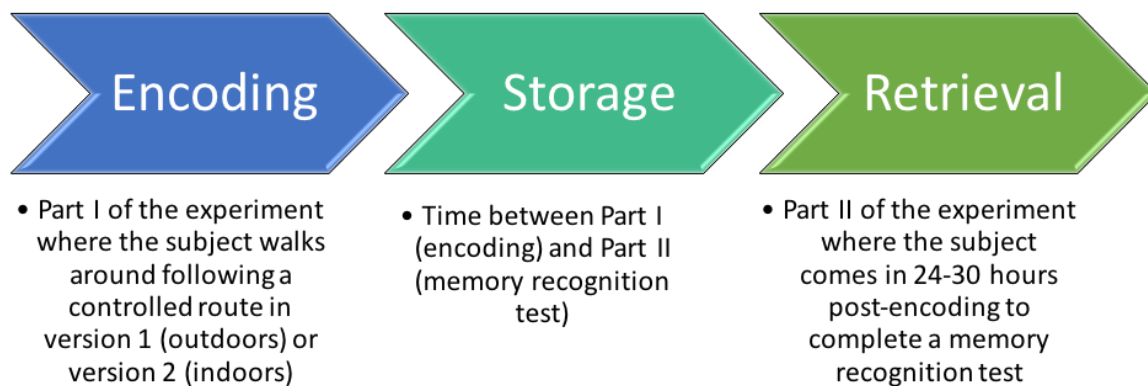 Encoding
Storage
Retrieval
• Part I of the experiment
where the subject walks
around following a
controlled route in
version 1 (outdoors) or
version 2 (indoors)
• Time between Part I
(encoding) and Part II
(memory recognition
test)
• Part II of the experiment
where the subject
comes in 24-30 hours
post-encoding to
complete a memory
recognition test